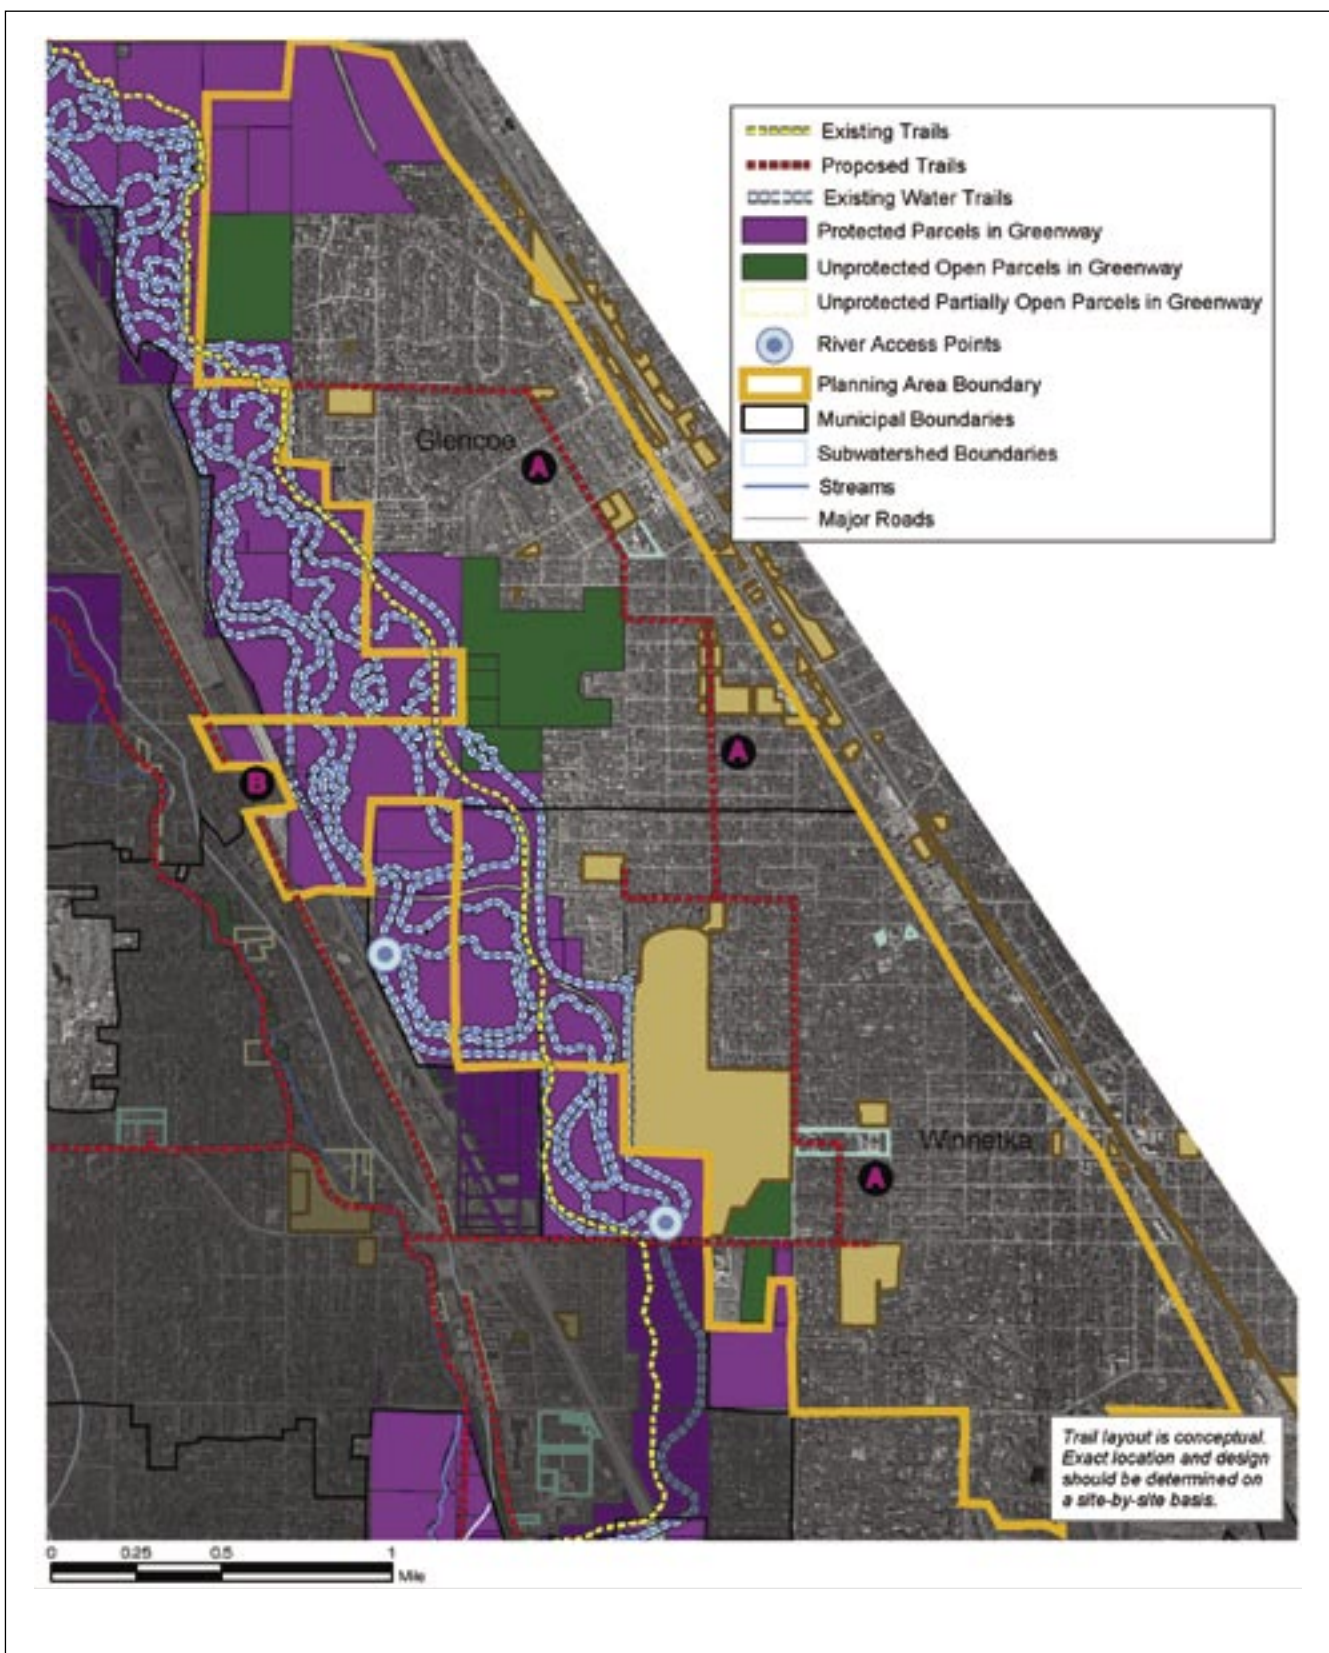 Existing Trails
Proposed Trails
Existing Water Trails
Protected Parcels in Greenway
Unprotected Open Parcels in Greenway
Unprotected Partially Open Parcels in Greenway
River Access Points
Planning Area Boundary
Municipal Boundaries
Subwatershed Boundaries
Streams
Major Roads
Glencoe
A
A
B
Winnetka
A
Trail layout is conceptual.
Exact location and design
should be determined on
a site-by-site basis.
0 0.25 0.5 1
Mile